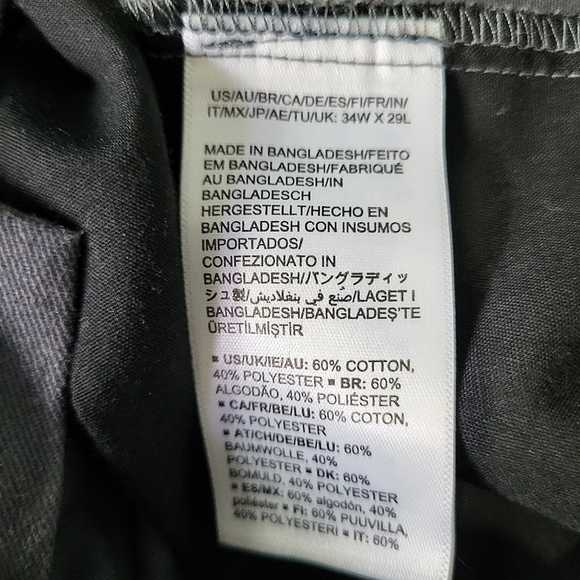 US/AU/BR/CA/DE/ES/FI/FR/IN/
IT/MX/JP/AE/TU/UK: 34W X 29L
MADE IN BANGLADESH/FEITO
EM BANGLADESH/FABRIQUÉ
AU BANGLADESH/IN
BANGLADESCH
HERGESTELLT/HECHO EN
BANGLADESH CON INSUMOS
IMPORTADOS/
CONFEZIONATO IN
BANGLADESH/バングラディッ
シュ製/صنع في بنغلاديش/LAGET I
BANGLADESH/BANGLADEŞ'TE
ÜRETİLMİŞTİR
▪ US/UK/IE/AU: 60% COTTON,
40% POLYESTER ▪ BR: 60%
ALGODÃO, 40% POLIÉSTER
▪ CA/FR/BE/LU: 60% COTON,
40% POLYESTER
▪ AT/CH/DE/BE/LU: 60%
BAUMWOLLE, 40%
POLYESTER ▪ DK: 60%
BOMULD, 40% POLYESTER
▪ ES/MX: 60% algodón, 40%
poliéster ▪ FI: 60% PUUVILLA,
40% POLYESTERI ▪ IT: 60%